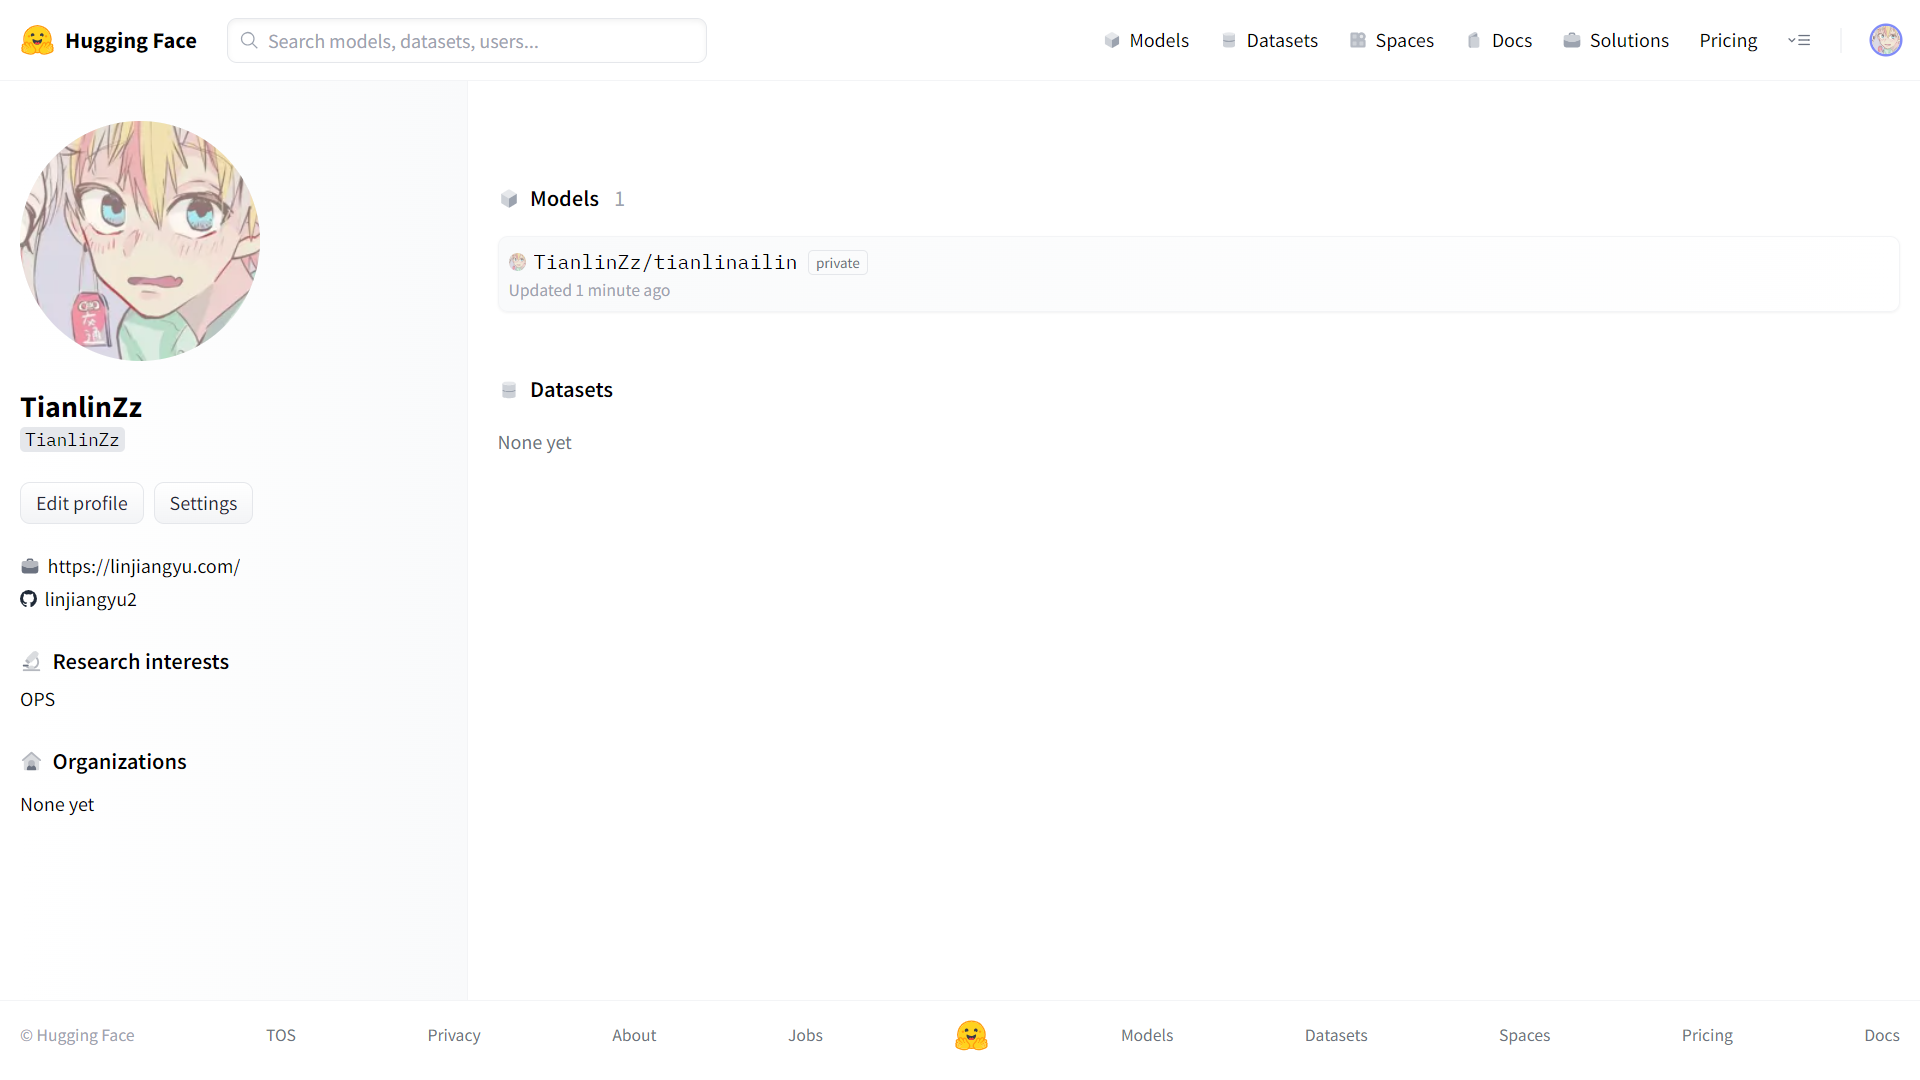 Hugging Face
Search models, datasets, users...
Models
Datasets
Spaces
Docs
Solutions
Pricing
交通
TianlinZz
TianlinZz
Edit profile
Settings
https://linjiangyu.com/
linjiangyu2
Research interests
OPS
Organizations
None yet
Models 1
TianlinZz/tianlinailin private
Updated 1 minute ago
Datasets
None yet
© Hugging Face
TOS
Privacy
About
Jobs
Models
Datasets
Spaces
Pricing
Docs